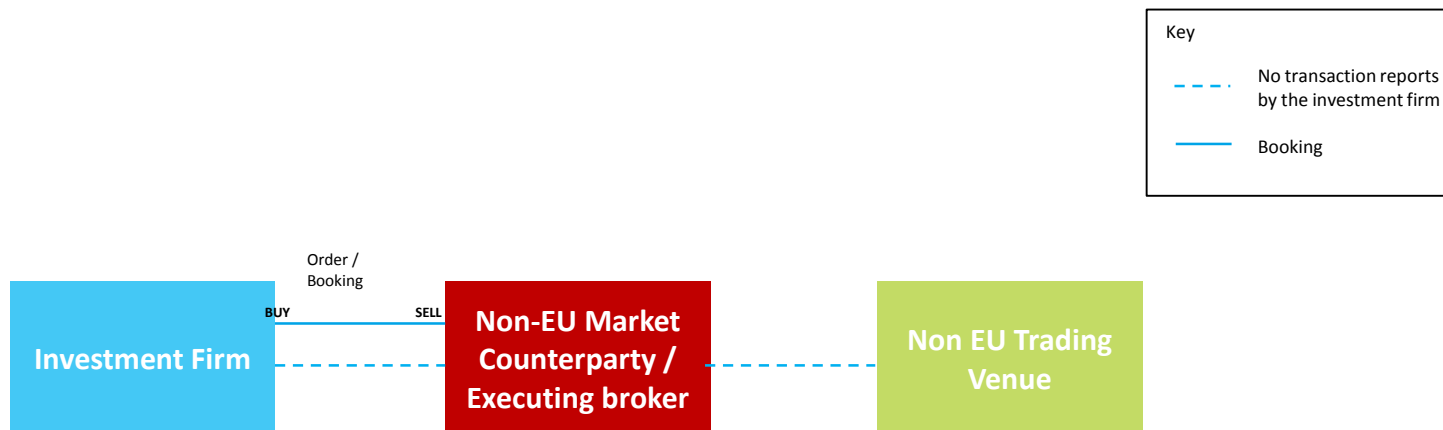 Key
No transaction reports
by the investment firm
Booking
Order /
Booking
BUY
SELL
Investment Firm
Non-EU Market
Counterparty /
Executing broker
Non EU Trading
Venue